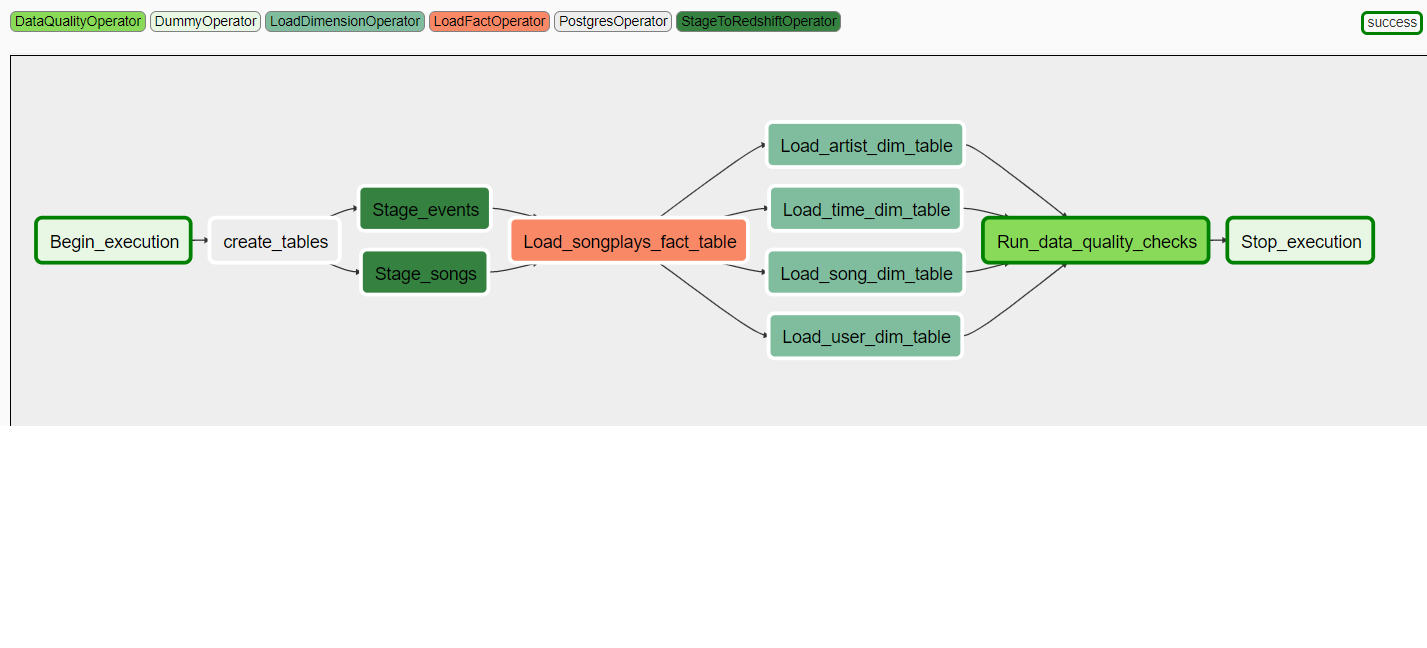 DataQualityOperator DummyOperator LoadDimensionOperator LoadFactOperator PostgresOperator StageToRedshiftOperator success
Load_artist_dim_table
Stage_events Load_time_dim_table
Begin_execution create_tables Load_songplays_fact_table Run_data_quality_checks Stop_execution
Stage_songs Load_song_dim_table
Load_user_dim_table